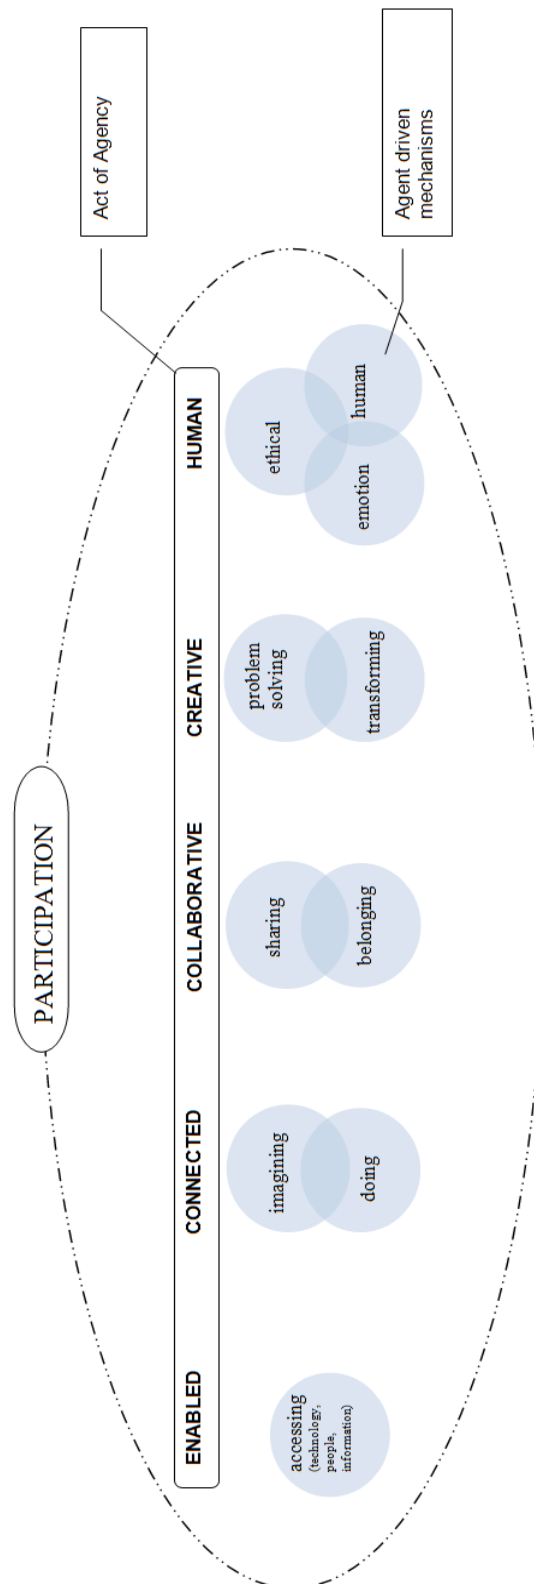 PARTICIPATION
Act of Agency
ENABLED
CONNECTED
COLLABORATIVE
CREATIVE
HUMAN
accessing
(technology,
people,
information)
imagining
doing
sharing
belonging
problem
solving
transforming
ethical
emotion
human
Agent driven
mechanisms